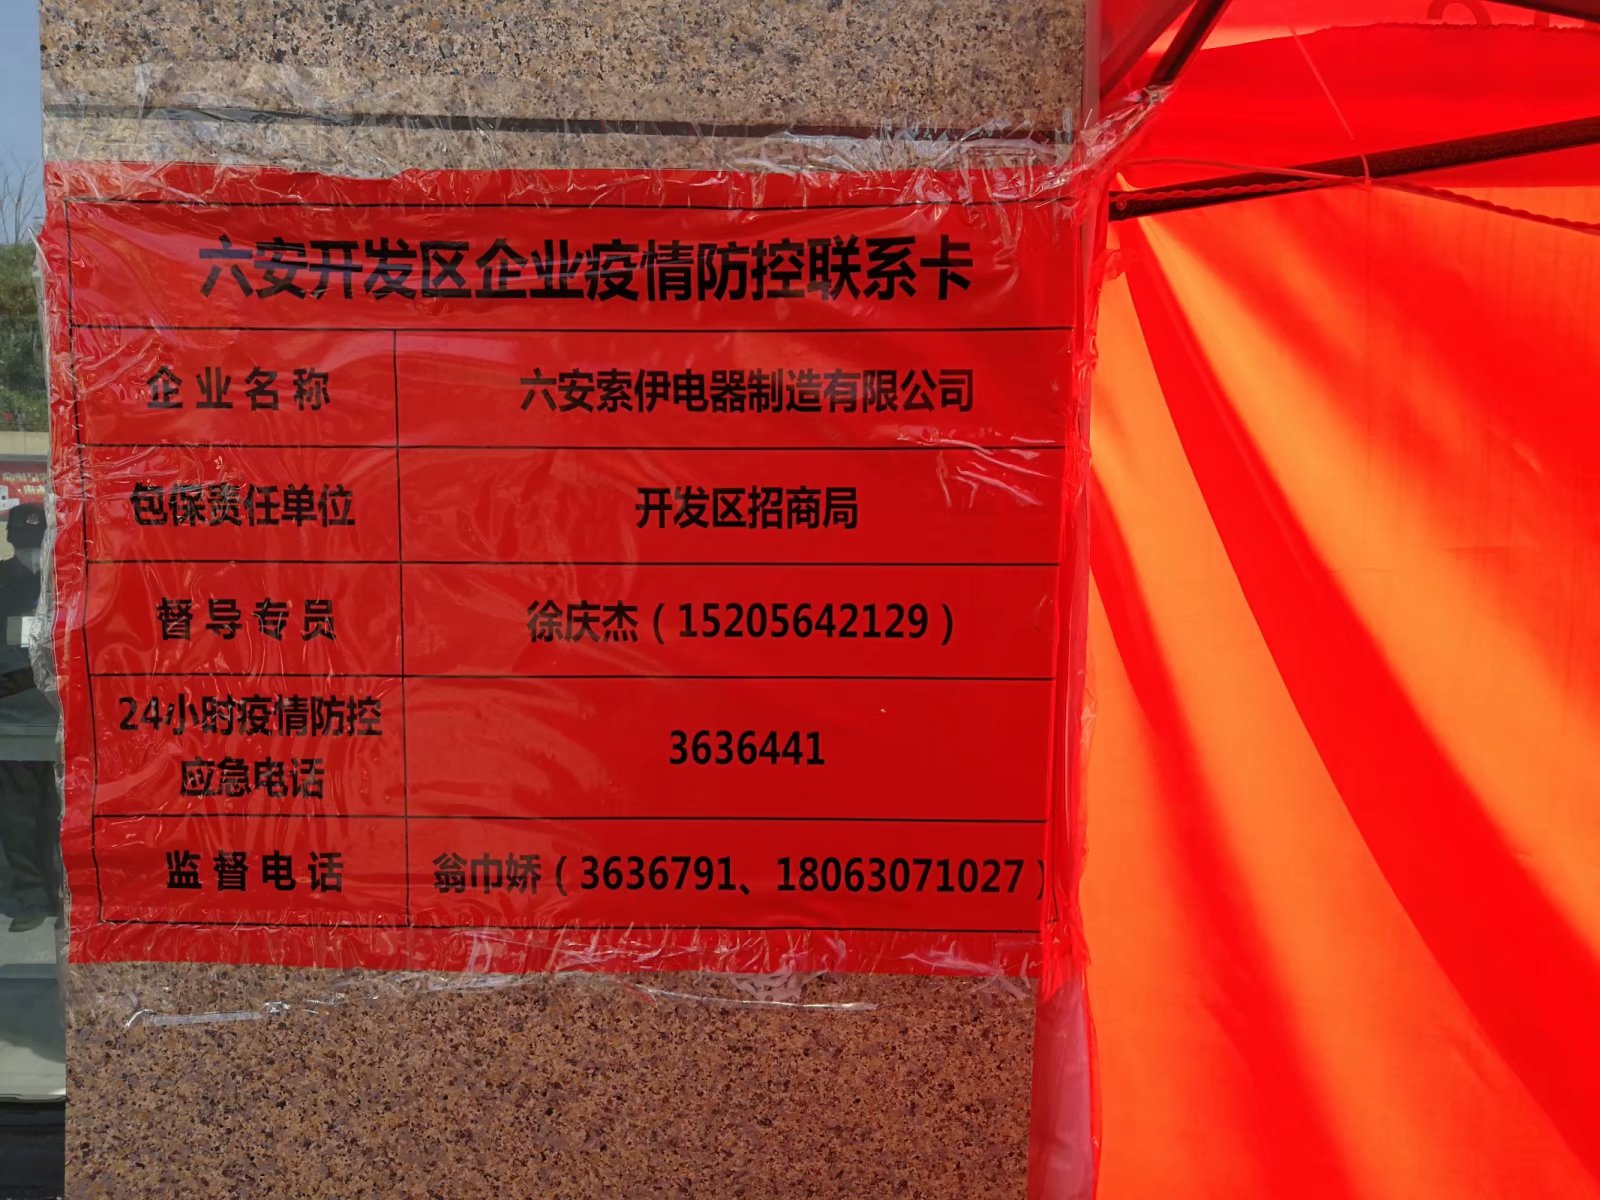 六安开发区企业疫情防控联系卡
企业名称
六安索伊电器制造有限公司
包保责任单位
开发区招商局
督导专员
徐庆杰（15205642129）
24小时疫情防控
应急电话
3636441
监督电话
翁巾娇（3636791、18063071027）